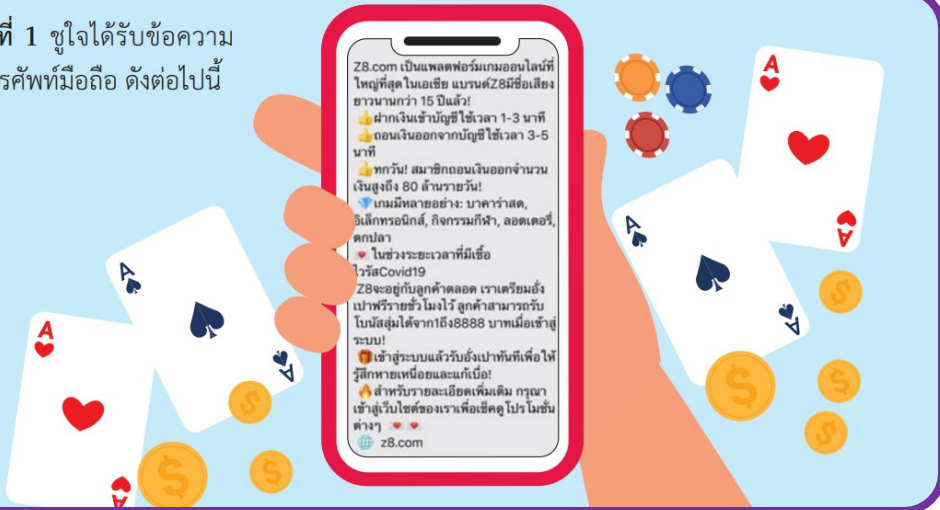 ที่ 1 ชูใจได้รับข้อความ
รศัพท์มือถือ ดังต่อไปนี้
Z8.com เป็นแพลตฟอร์มเกมออนไลน์ที่
ใหญ่ที่สุดในเอเชีย แบรนด์Z8มีชื่อเสียง
ยาวนานกว่า 15 ปีแล้ว!
👍ฝากเงินเข้าบัญชีใช้เวลา 1-3 นาที
👍ถอนเงินออกจากบัญชีใช้เวลา 3-5
นาที
👍ทกวัน! สมาชิกถอนเงินออกจำนวน
เงินสูงถึง 80 ล้านรายวัน!
💎เกมมีหลายอย่าง: บาคาร่าสด,
อิเล็กทรอนิกส์, กิจกรรมกีฬา, ลอตเตอรี่,
ตกปลา
💌 ในช่วงระยะเวลาที่มีเชื้อ
ไวรัสCovid19
Z8จะอยู่กับลูกค้าตลอด เราเตรียมอั่ง
เปาฟรีรายชั่วโมงไว้ ลูกค้าสามารถรับ
โบนัสสุ่มได้จาก1ถึง8888 บาทเมื่อเข้าสู่
ระบบ!
🎁เข้าสู่ระบบแล้วรับอั่งเปาทันทีเพื่อให้
รู้สึกหายเหนื่อยและแก้เบื่อ!
🔥สำหรับรายละเอียดเพิ่มเติม กรุณา
เข้าสู่เว็บไซต์ของเราเพื่อเช็คดูโปรโมชั่น
ต่างๆ 💌 💌
🌐 z8.com
A
A
A
A
A
A
A
A